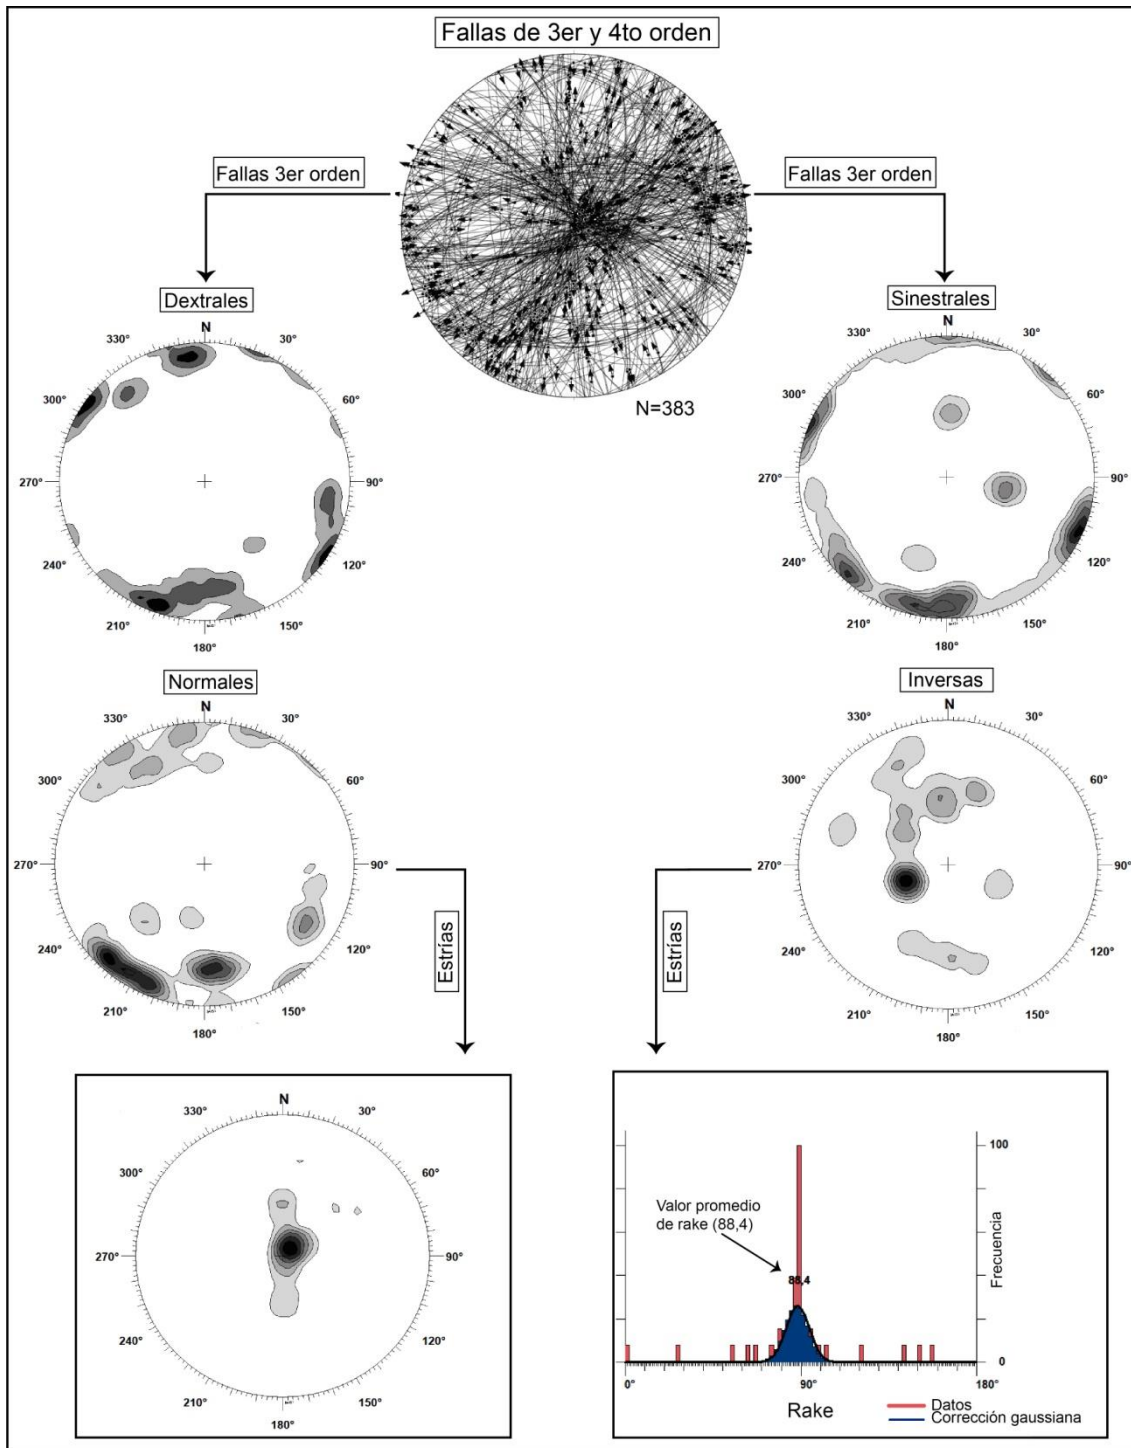 Fallas de 3er y 4to orden
Fallas 3er orden
Fallas 3er orden
N=383
Dextrales
N
30°
60°
90°
120°
150°
180°
210°
240°
270°
300°
330°
Sinestrales
N
30°
60°
90°
120°
150°
180°
210°
240°
270°
300°
330°
Normales
N
30°
60°
90°
120°
150°
180°
210°
240°
270°
300°
330°
Inversas
N
30°
60°
90°
120°
150°
180°
210°
240°
270°
300°
330°
Estrías
Estrías
N
30°
60°
90°
120°
150°
180°
210°
240°
270°
300°
330°
Valor promedio
de rake (88,4)
88,4
100
Frecuencia
0
0°
90°
180°
Rake
Datos
Corrección gaussiana